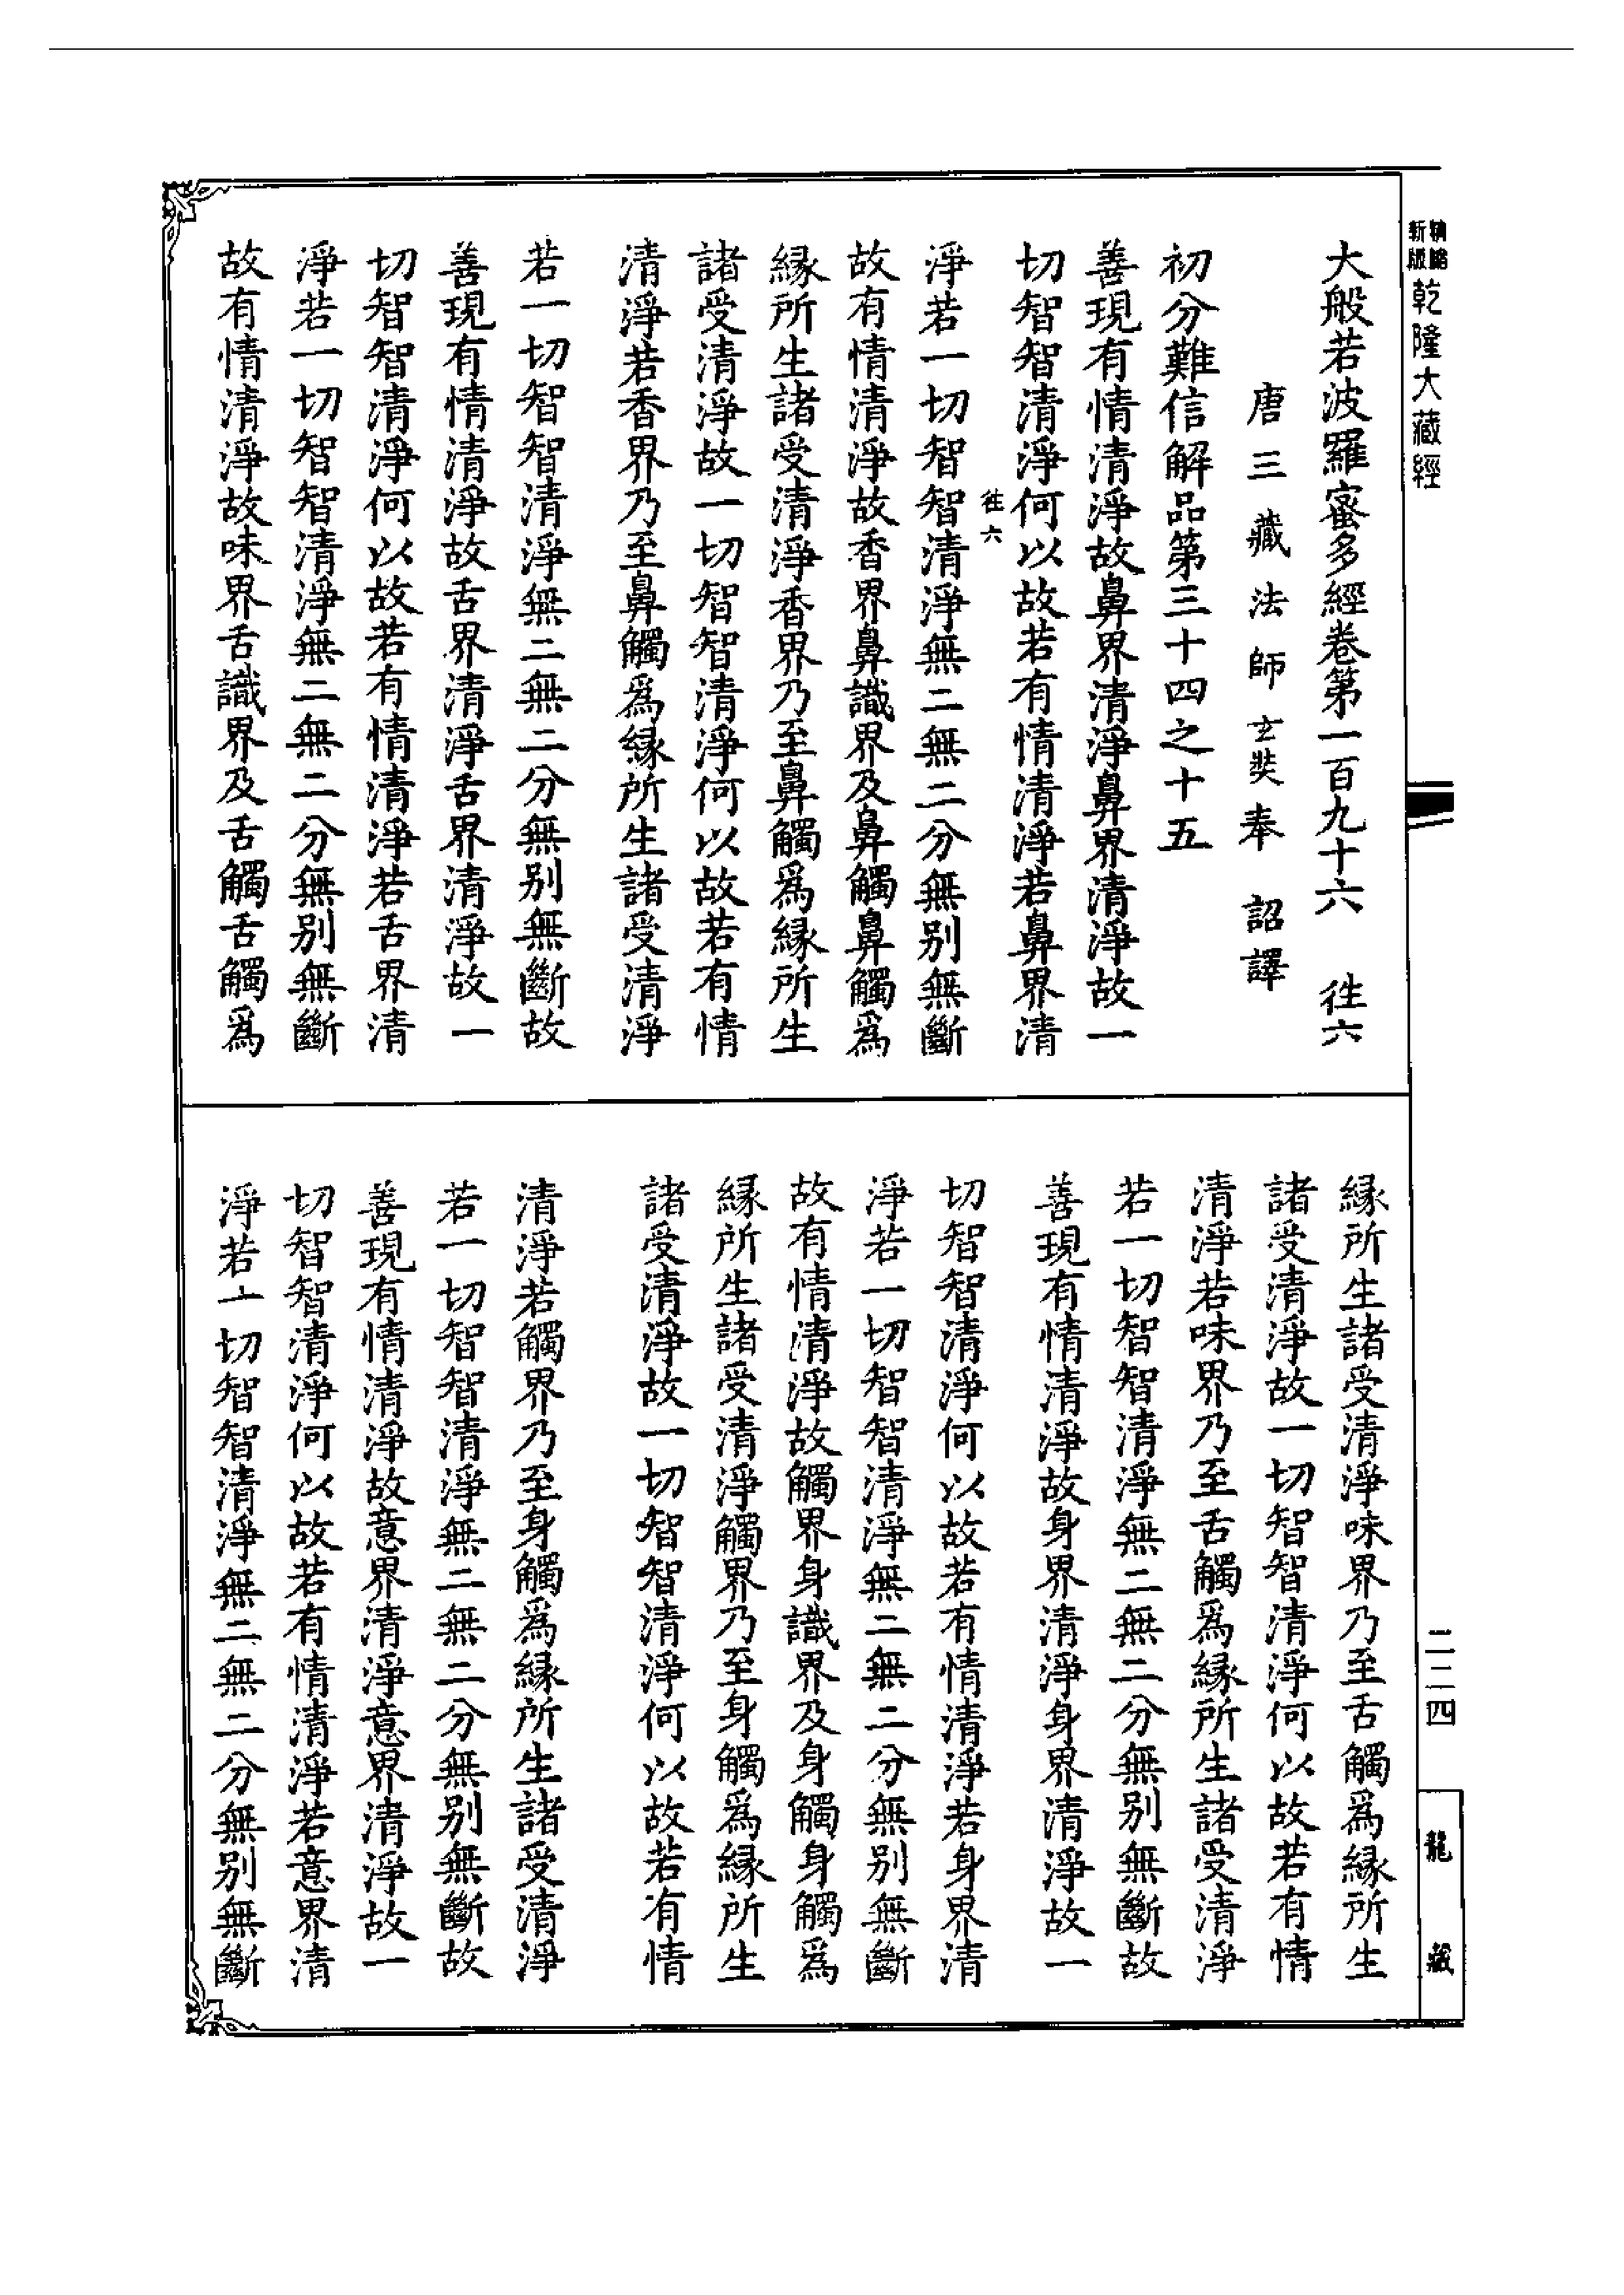 新版
乾隆大藏經
大般若波羅蜜多經卷第一百九十六　徃六
唐三藏法師玄奘奉　詔譯
初分難信解品第三十四之十五
善現有情清淨故鼻界清淨鼻界清淨故一
切智智清淨何以故若有情清淨若鼻界清
徃六
淨若一切智智清淨無二無二分無別無斷
故有情清淨故香界鼻識界及鼻觸鼻觸爲
緣所生諸受清淨香界乃至鼻觸爲緣所生
諸受清淨故一切智智清淨何以故若有情
清淨若香界乃至鼻觸爲緣所生諸受清淨
若一切智智清淨無二無二分無別無斷故
善現有情清淨故舌界清淨舌界清淨故一
切智智清淨何以故若有情清淨若舌界清
淨若一切智智清淨無二無二分無別無斷
故有情清淨故味界舌識界及舌觸舌觸爲
緣所生諸受清淨味界乃至舌觸爲緣所生
諸受清淨故一切智智清淨何以故若有情
清淨若味界乃至舌觸爲緣所生諸受清淨
若一切智智清淨無二無二分無別無斷故
善現有情清淨故身界清淨身界清淨故一
切智智清淨何以故若有情清淨若身界清
淨若一切智智清淨無二無二分無別無斷
故有情清淨故觸界身識界及身觸身觸爲
緣所生諸受清淨觸界乃至身觸爲緣所生
諸受清淨故一切智智清淨何以故若有情
清淨若觸界乃至身觸爲緣所生諸受清淨
若一切智智清淨無二無二分無別無斷故
善現有情清淨故意界清淨意界清淨故一
切智智清淨何以故若有情清淨若意界清
淨若一切智智清淨無二無二分無別無斷
二二四
龍藏